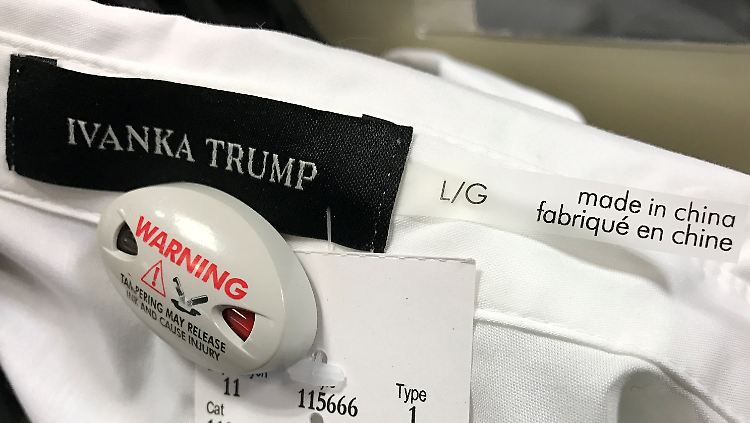 IVANKA TRUMP
L/G
made in china
fabriqué en chine
WARNING
TAMPERING MAY RELEASE
INK AND CAUSE INJURY
11
115666
Type
1
Cat